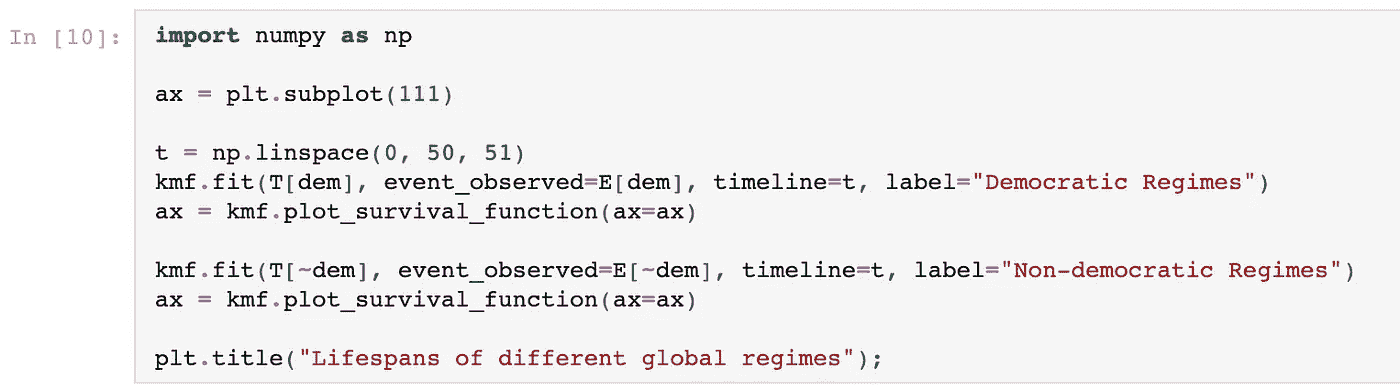 In [10]:
import numpy as np
ax = plt.subplot(111)
t = np.linspace(0, 50, 51)
kmf.fit(T[dem], event_observed=E[dem], timeline=t, label="Democratic Regimes")
ax = kmf.plot_survival_function(ax=ax)
kmf.fit(T[~dem], event_observed=E[~dem], timeline=t, label="Non-democratic Regimes")
ax = kmf.plot_survival_function(ax=ax)
plt.title("Lifespans of different global regimes");